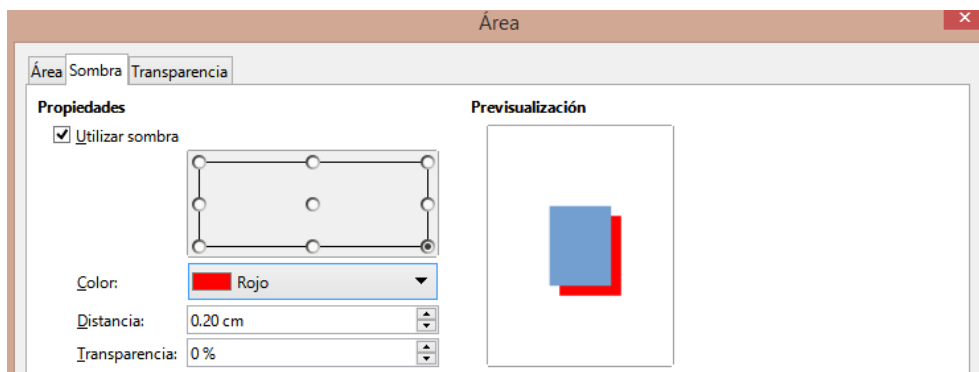 Área
Área Sombra Transparencia
Propiedades
Utilizar sombra
Color: Rojo
Distancia: 0.20 cm
Transparencia: 0 %
Previsualización